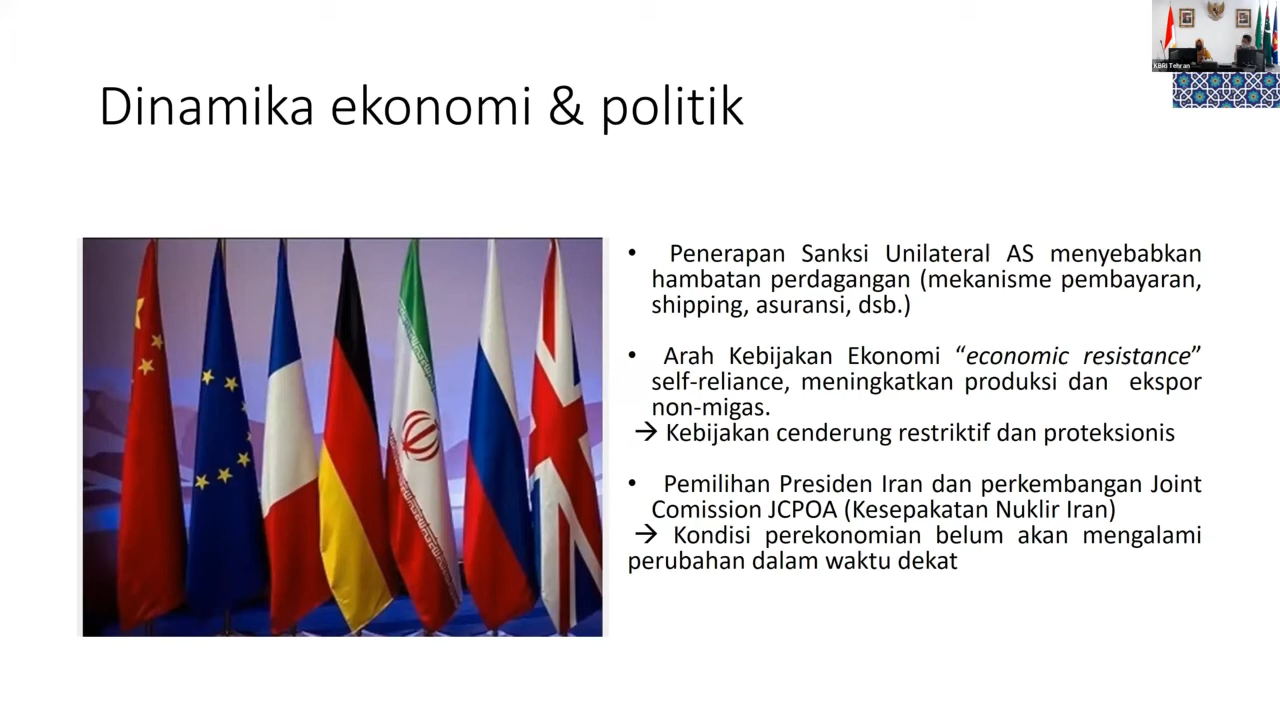 KBRI Tehran
Dinamika ekonomi & politik
• Penerapan Sanksi Unilateral AS menyebabkan
hambatan perdagangan (mekanisme pembayaran,
shipping, asuransi, dsb.)
• Arah Kebijakan Ekonomi “economic resistance”
self-reliance, meningkatkan produksi dan ekspor
non-migas.
→ Kebijakan cenderung restriktif dan proteksionis
• Pemilihan Presiden Iran dan perkembangan Joint
Comission JCPOA (Kesepakatan Nuklir Iran)
→ Kondisi perekonomian belum akan mengalami
perubahan dalam waktu dekat